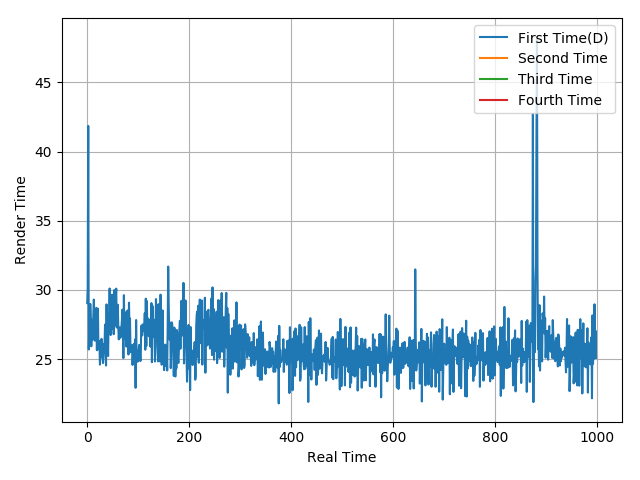 First Time(D)
Second Time
Third Time
Fourth Time
45
40
35
30
25
Render Time
0 200 400 600 800 1000
Real Time